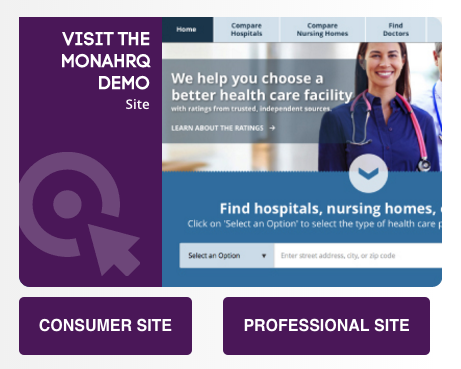 VISIT THE
MONAHRQ
DEMO
Site
Home
Compare
Hospitals
Compare
Nursing Homes
Find
Doctors
We help you choose a
better health care facility
with ratings from trusted, independent sources.
LEARN ABOUT THE RATINGS →
Find hospitals, nursing homes,
Click on 'Select an Option' to select the type of health care
Select an Option ▼
Enter street address, city, or zip code
CONSUMER SITE
PROFESSIONAL SITE